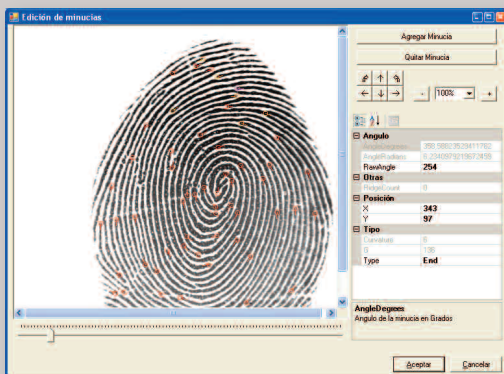 Edición de minucias
Agregar Minucia
Quitar Minucia
- 100% +
Angulo
AngleDegrees
AngleRadians
RawAngle 254
Otras
RidgeCount 0
Posición
X 343
Y 97
Tipo
Curvature
Type End
AngleDegrees
Angulo de la minucia en Grados
Aceptar Cancelar